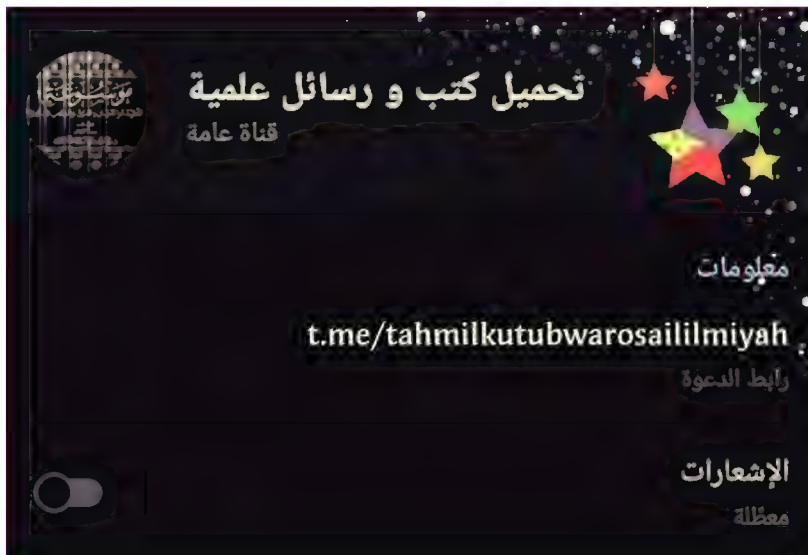 تحميل كتب و رسائل علمية
قناة عامة
معلومات
t.me/tahmilkutubwarosaililmiyah
رابط الدعوة
الإشعارات
معطلة